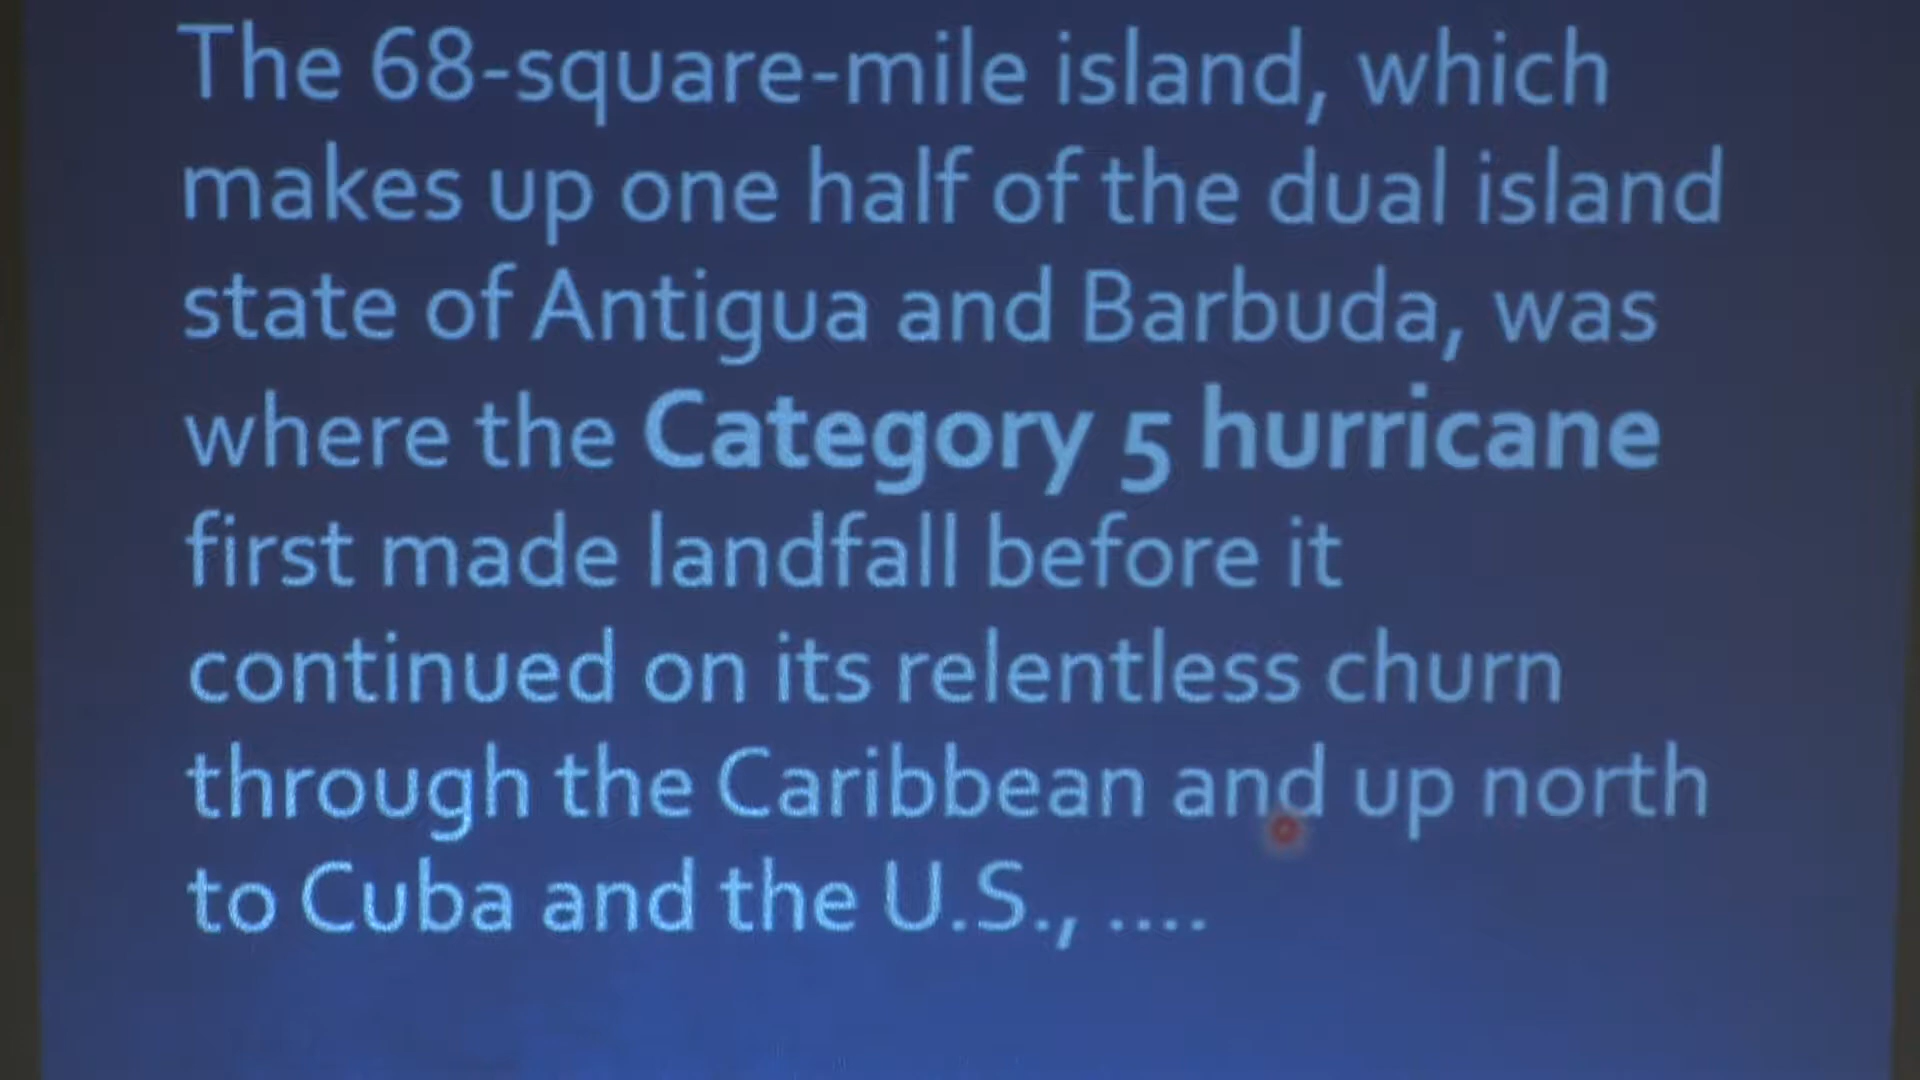 The 68-square-mile island, which
makes up one half of the dual island
state of Antigua and Barbuda, was
where the Category 5 hurricane
first made landfall before it
continued on its relentless churn
through the Caribbean and up north
to Cuba and the U.S., ....